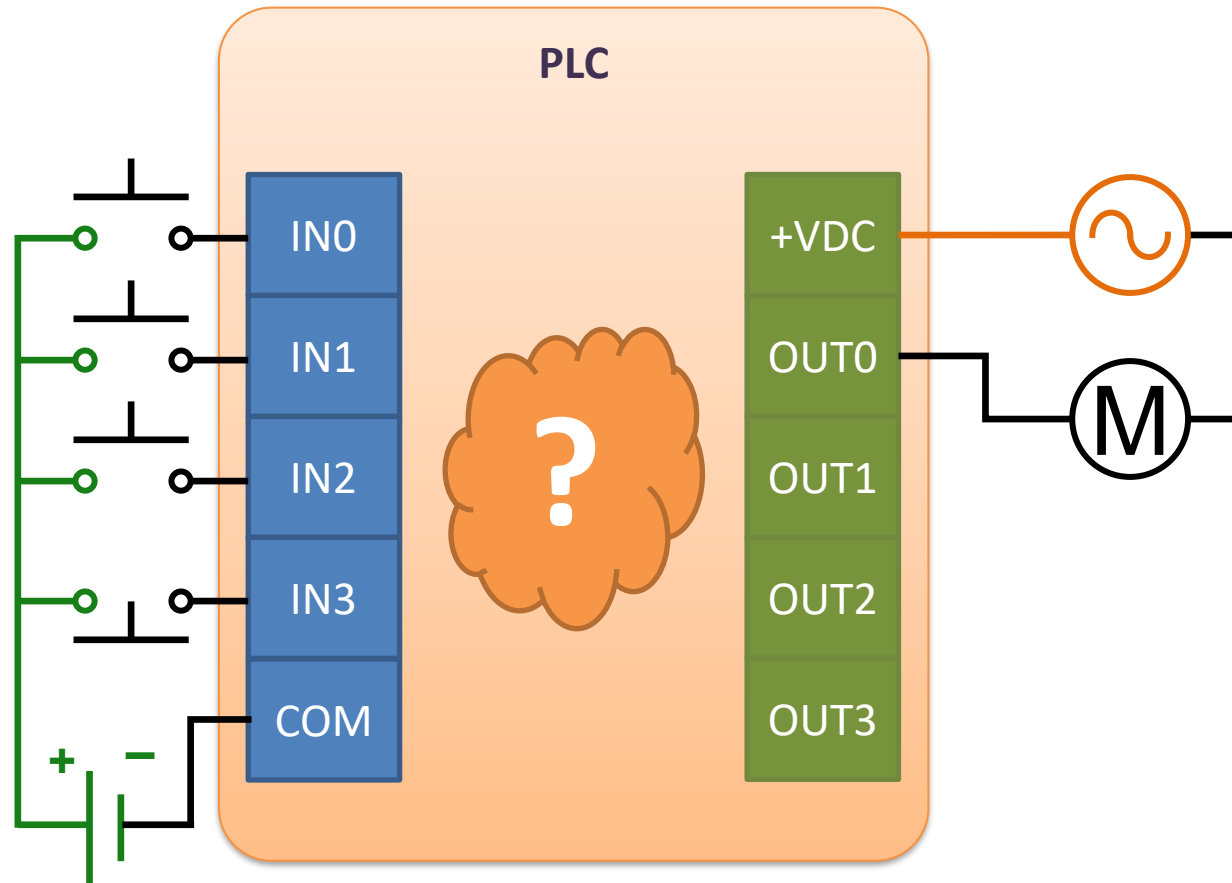 PLC
IN0
IN1
IN2
IN3
COM
+ −
?
+VDC
OUT0
OUT1
OUT2
OUT3
M